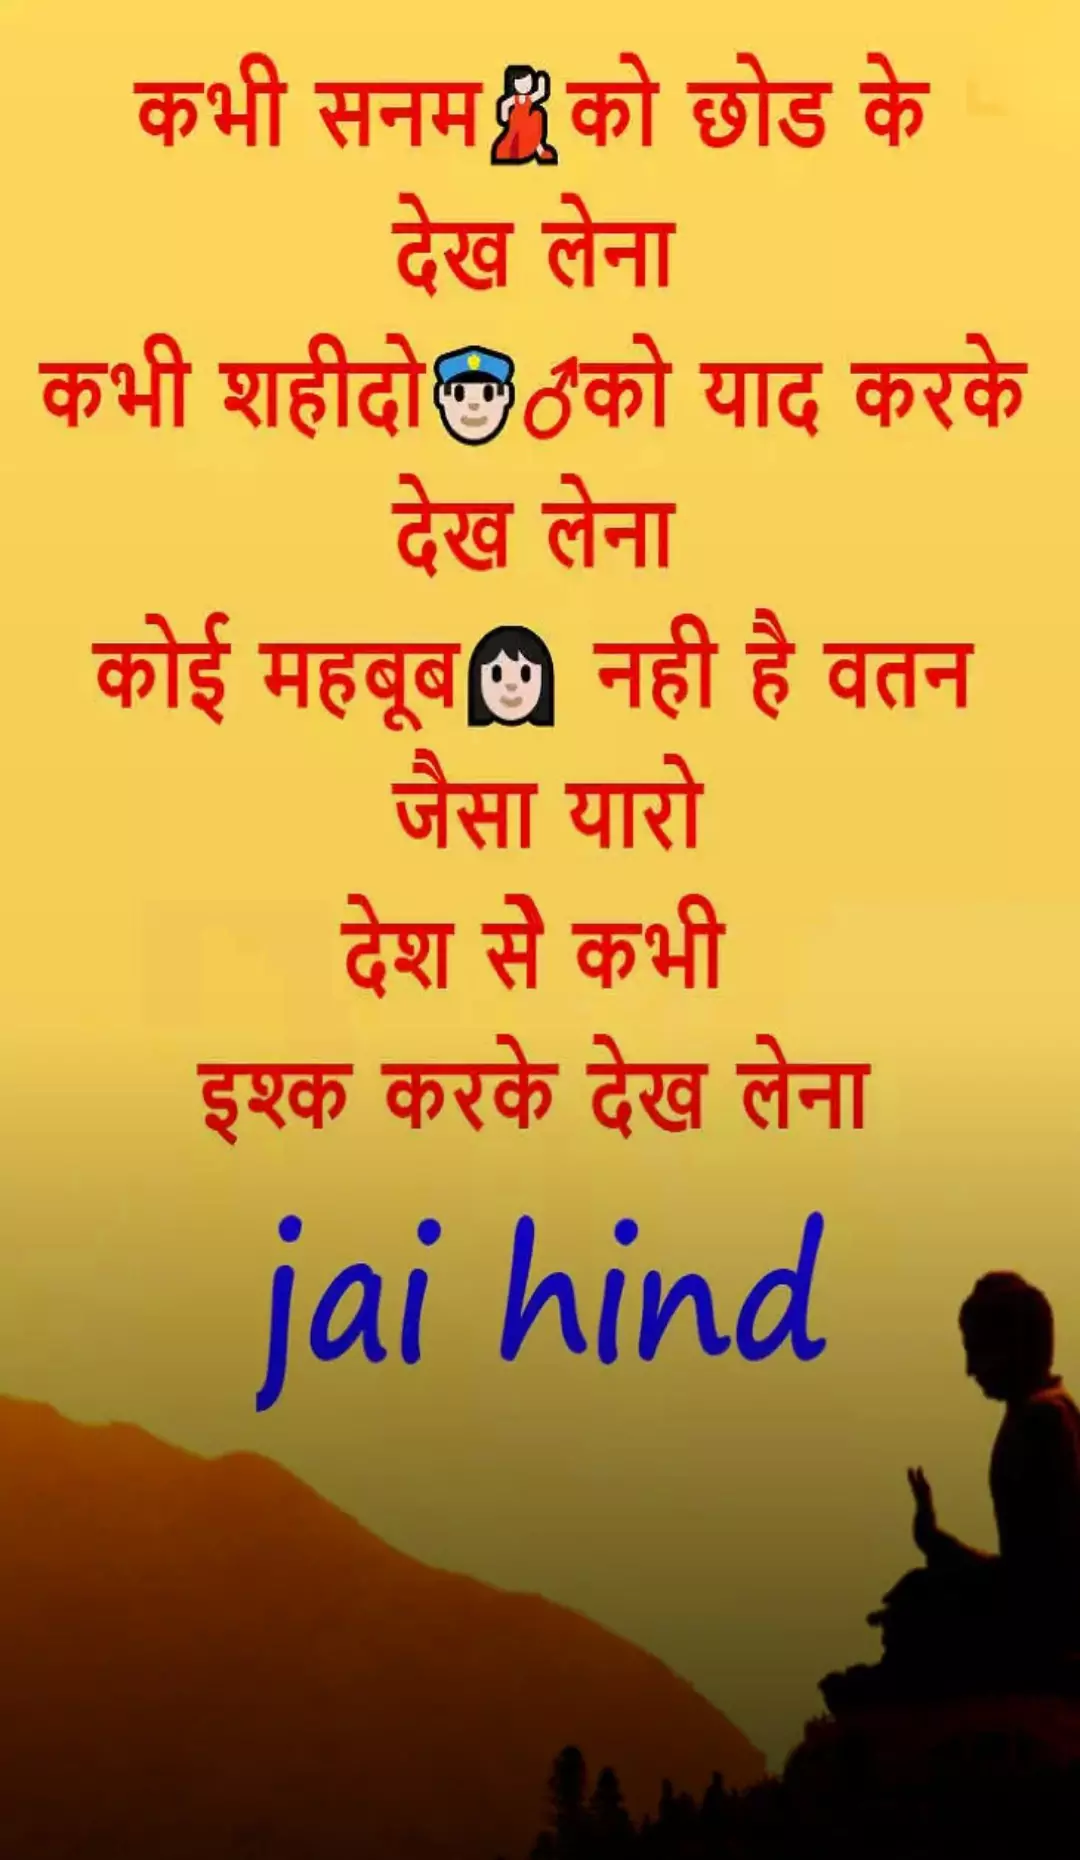 कभी सनम💃🏻को छोड के
देख लेना
कभी शहीदो👮🏻♂को याद करके
देख लेना
कोई महबूब👩🏻 नही है वतन
जैसा यारो
देश से कभी
इश्क करके देख लेना
jai hind